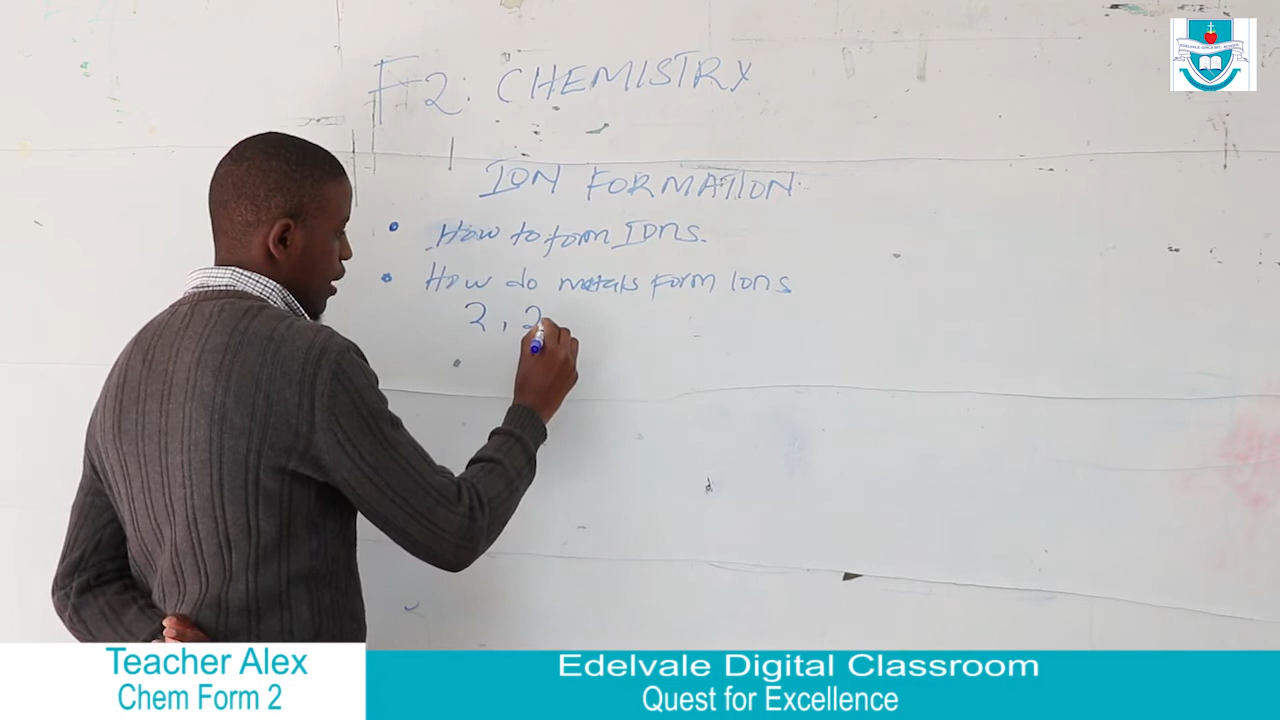 F2: CHEMISTRY
ION FORMATION
• How to form Ions.
• How do metals form Ions
2, 2
Teacher Alex
Chem Form 2
Edelvale Digital Classroom
Quest for Excellence